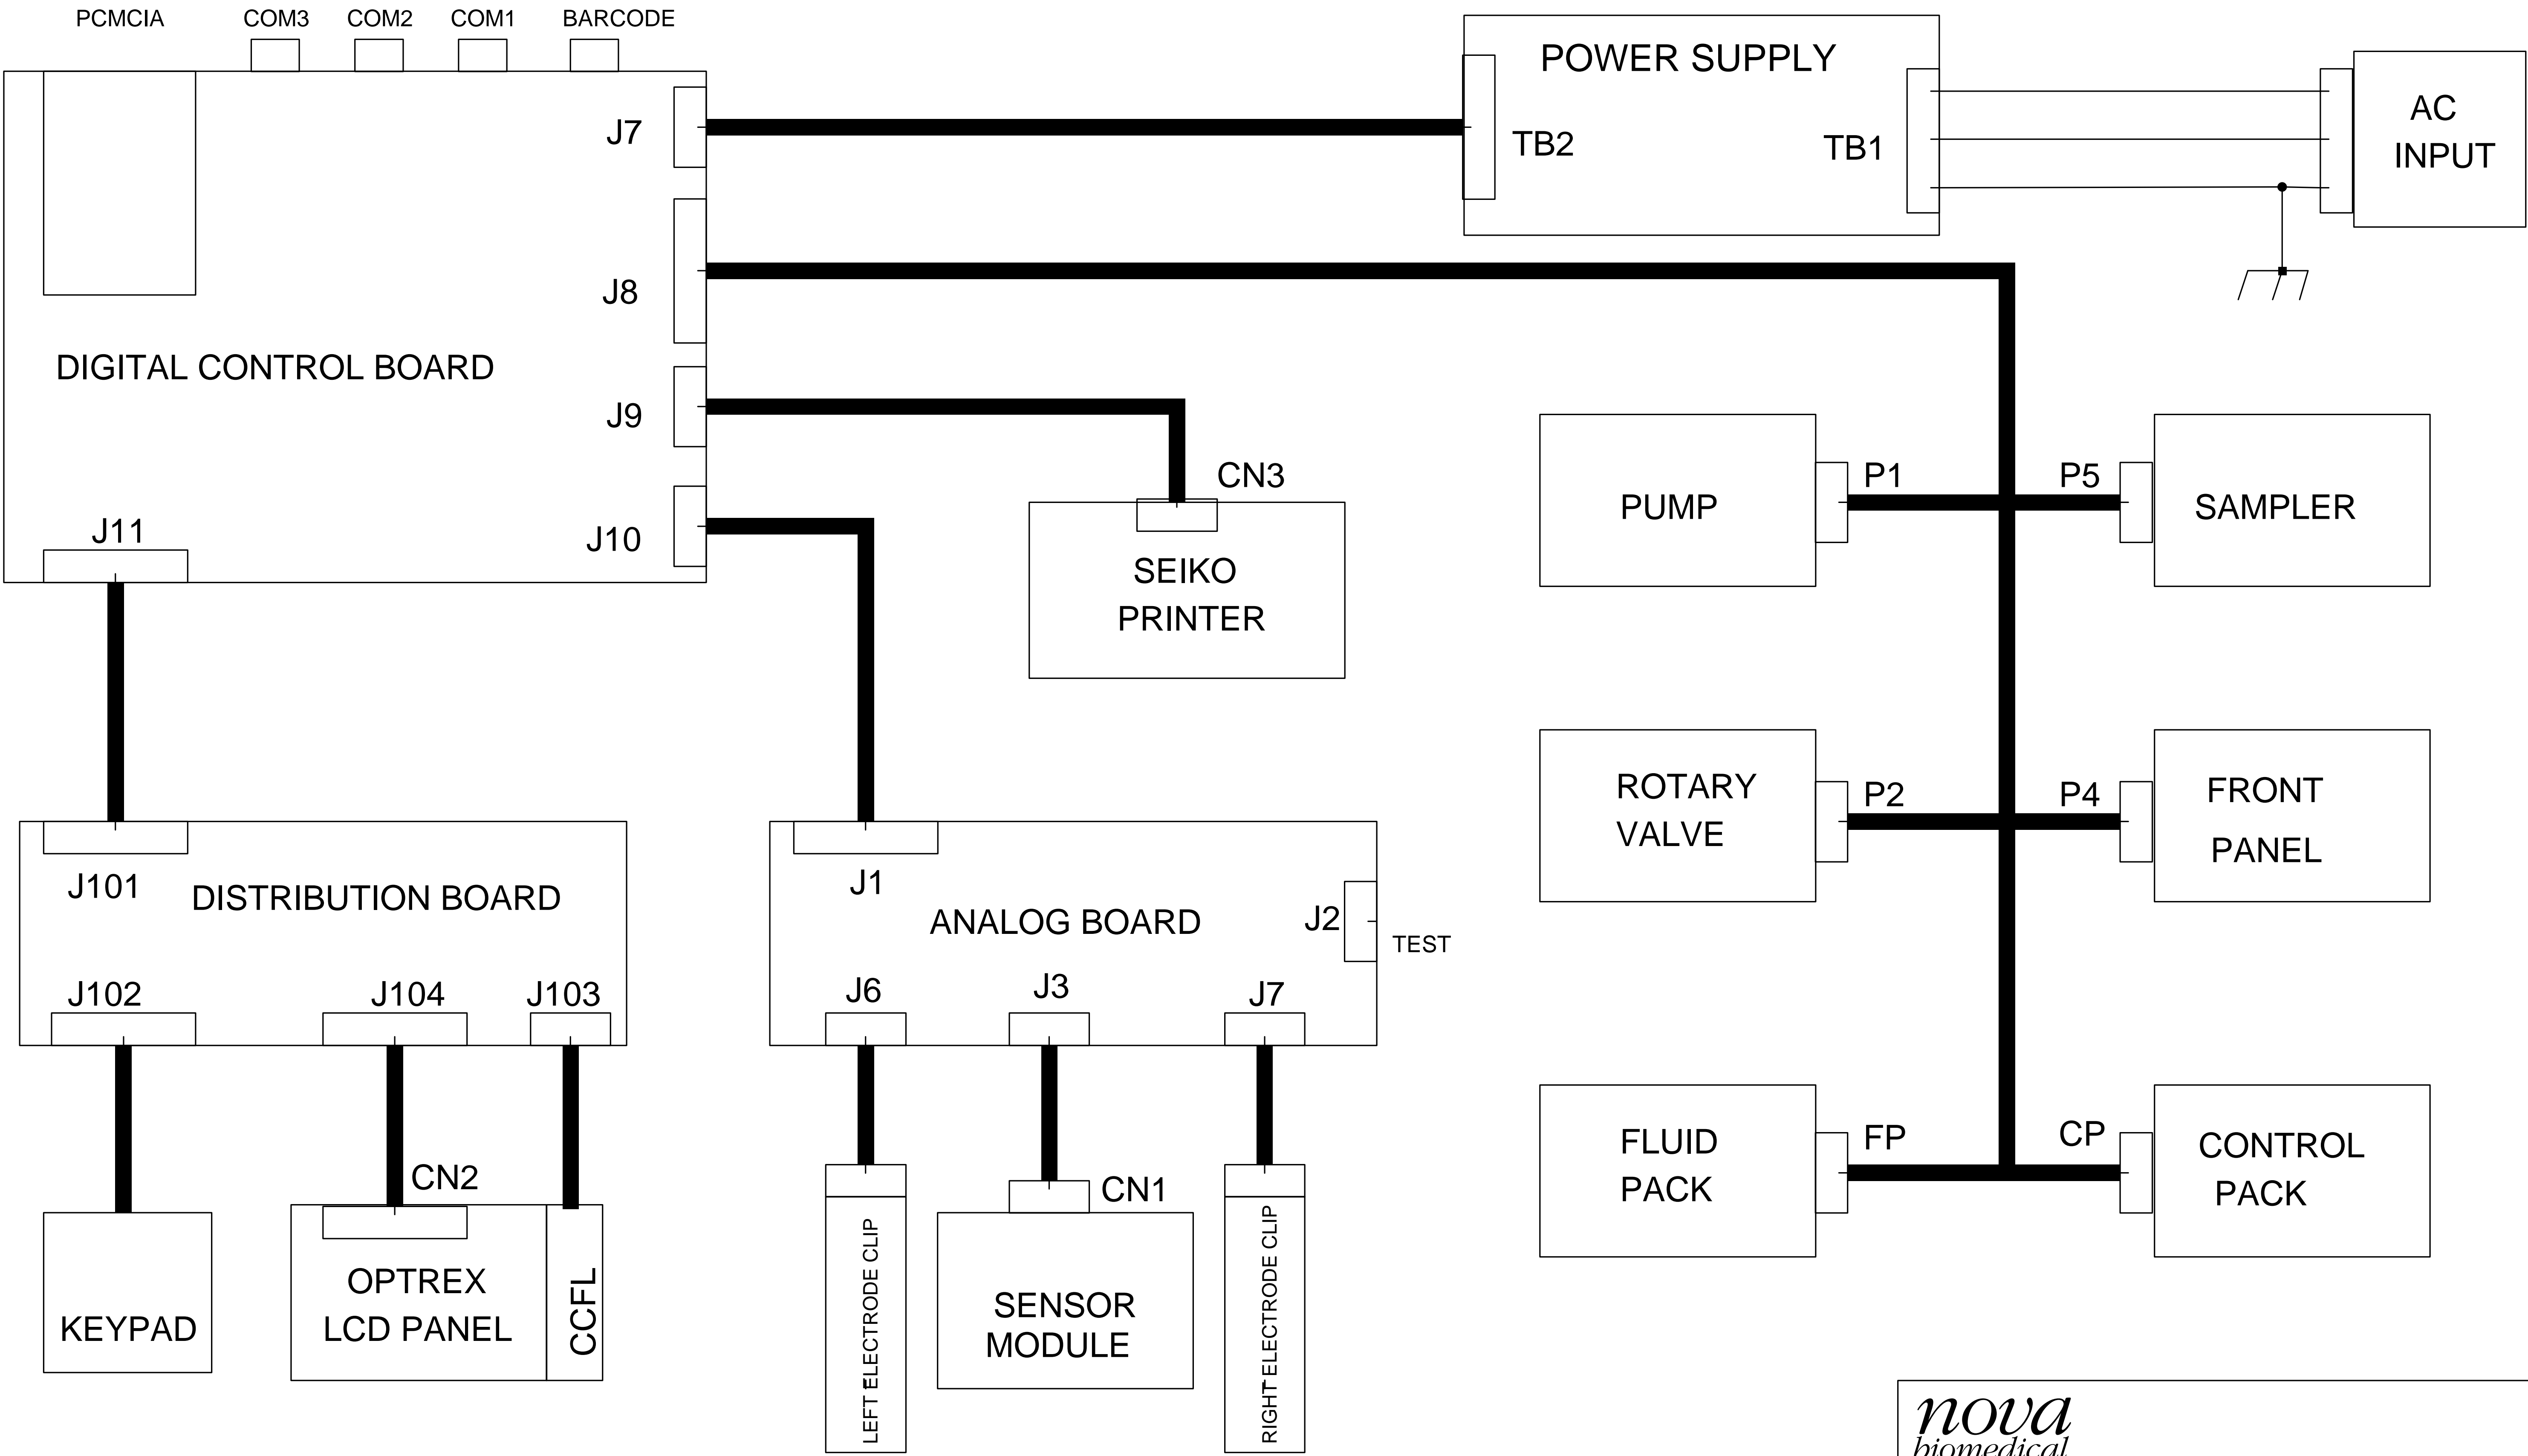 PCMCIA
COM3
COM2
COM1
BARCODE
POWER SUPPLY
AC
INPUT
J7
TB2
TB1
J8
DIGITAL CONTROL BOARD
J9
J10
J11
CN3
SEIKO
PRINTER
PUMP
P1
P5
SAMPLER
ROTARY
VALVE
P2
P4
FRONT
PANEL
J101
DISTRIBUTION BOARD
J102
J104
J103
J1
ANALOG BOARD
J2
TEST
J6
J3
J7
FLUID
PACK
FP
CP
CONTROL
PACK
KEYPAD
CN2
OPTREX
LCD PANEL
CCFL
LEFT ELECTRODE CLIP
CN1
SENSOR
MODULE
RIGHT ELECTRODE CLIP
nova
biomedical